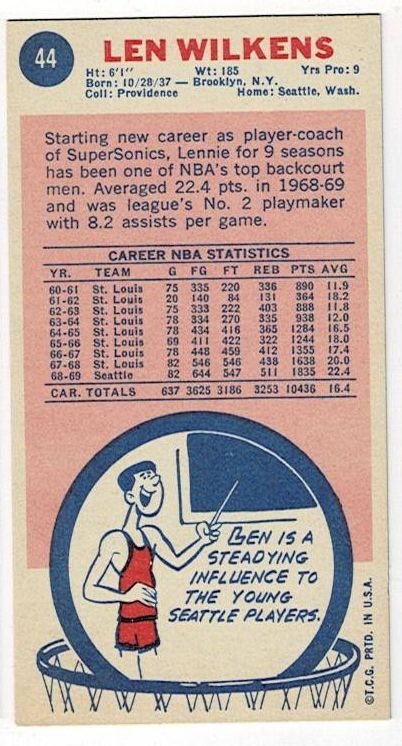 44
LEN WILKENS
Ht: 6'1" Wt: 185 Yrs Pro: 9
Born: 10/28/37 — Brooklyn, N.Y.
Coll: Providence Home: Seattle, Wash.
Starting new career as player-coach
of SuperSonics, Lennie for 9 seasons
has been one of NBA's top backcourt
men. Averaged 22.4 pts. in 1968-69
and was league's No. 2 playmaker
with 8.2 assists per game.
CAREER NBA STATISTICS
YR. TEAM G FG FT REB PTS AVG
60-61 St. Louis 75 335 220 336 890 11.9
61-62 St. Louis 20 140 84 131 364 18.2
62-63 St. Louis 75 333 222 403 888 11.8
63-64 St. Louis 78 334 270 335 938 12.0
64-65 St. Louis 78 434 416 365 1284 16.5
65-66 St. Louis 69 411 422 322 1244 18.0
66-67 St. Louis 78 448 459 412 1355 17.4
67-68 St. Louis 82 546 546 438 1638 20.0
68-69 Seattle 82 644 547 511 1835 22.4
CAR. TOTALS 637 3625 3186 3253 10436 16.4
LEN IS A
STEADYING
INFLUENCE TO
THE YOUNG
SEATTLE PLAYERS.
©T.C.G. PRTD. IN U.S.A.